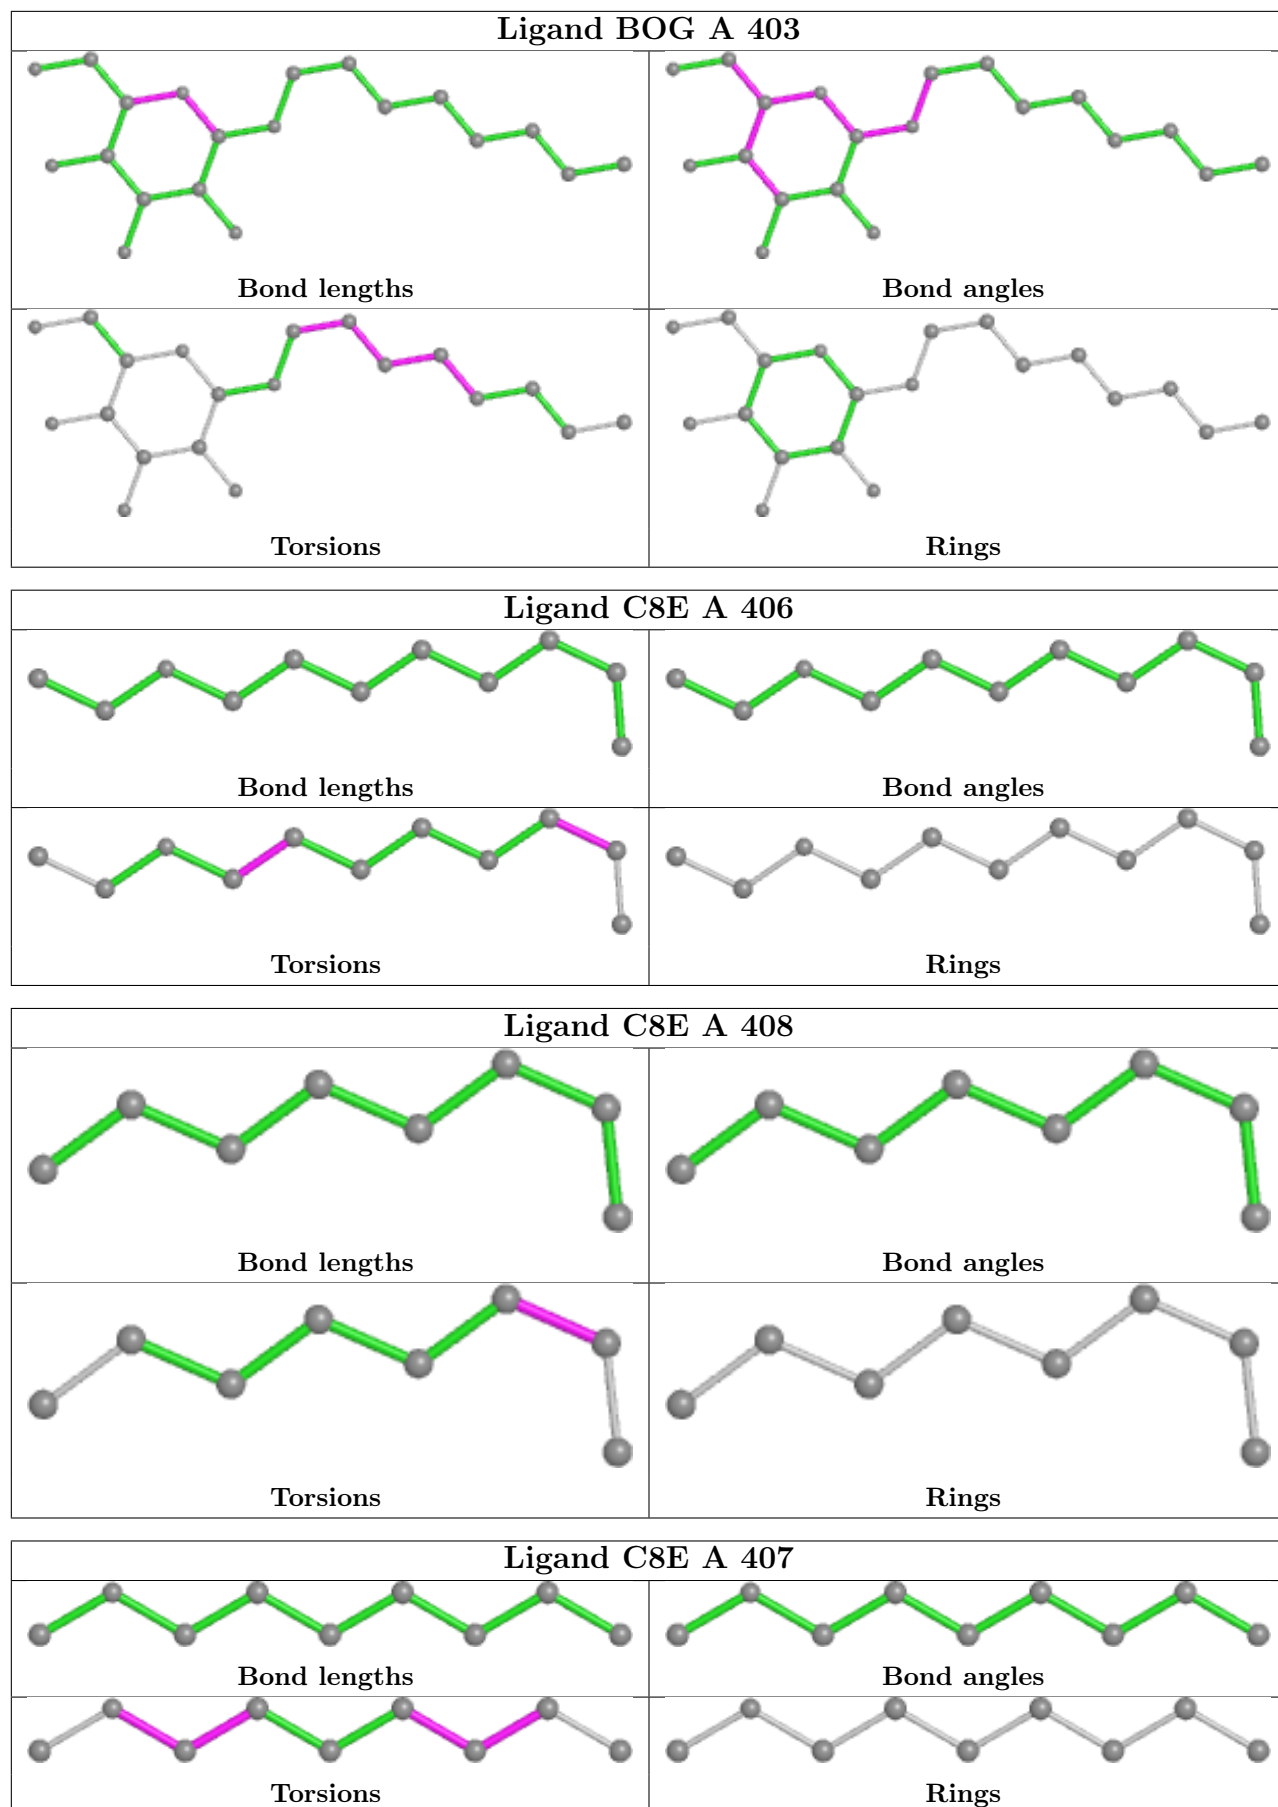 Ligand BOG A 403
Bond lengths
Bond angles
Torsions
Rings
Ligand C8E A 406
Bond lengths
Bond angles
Torsions
Rings
Ligand C8E A 408
Bond lengths
Bond angles
Torsions
Rings
Ligand C8E A 407
Bond lengths
Bond angles
Torsions
Rings